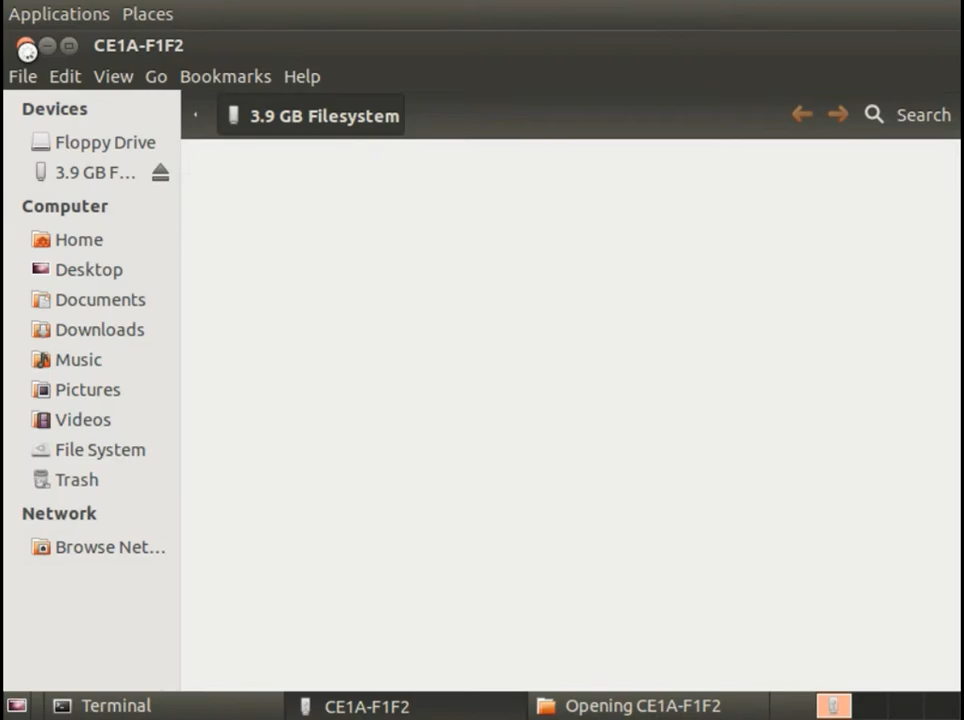 Applications Places
CE1A-F1F2
File Edit View Go Bookmarks Help
Devices
Floppy Drive
3.9 GB F...
Computer
Home
Desktop
Documents
Downloads
Music
Pictures
Videos
File System
Trash
Network
Browse Net...
3.9 GB Filesystem
Search
Terminal
CE1A-F1F2
Opening CE1A-F1F2